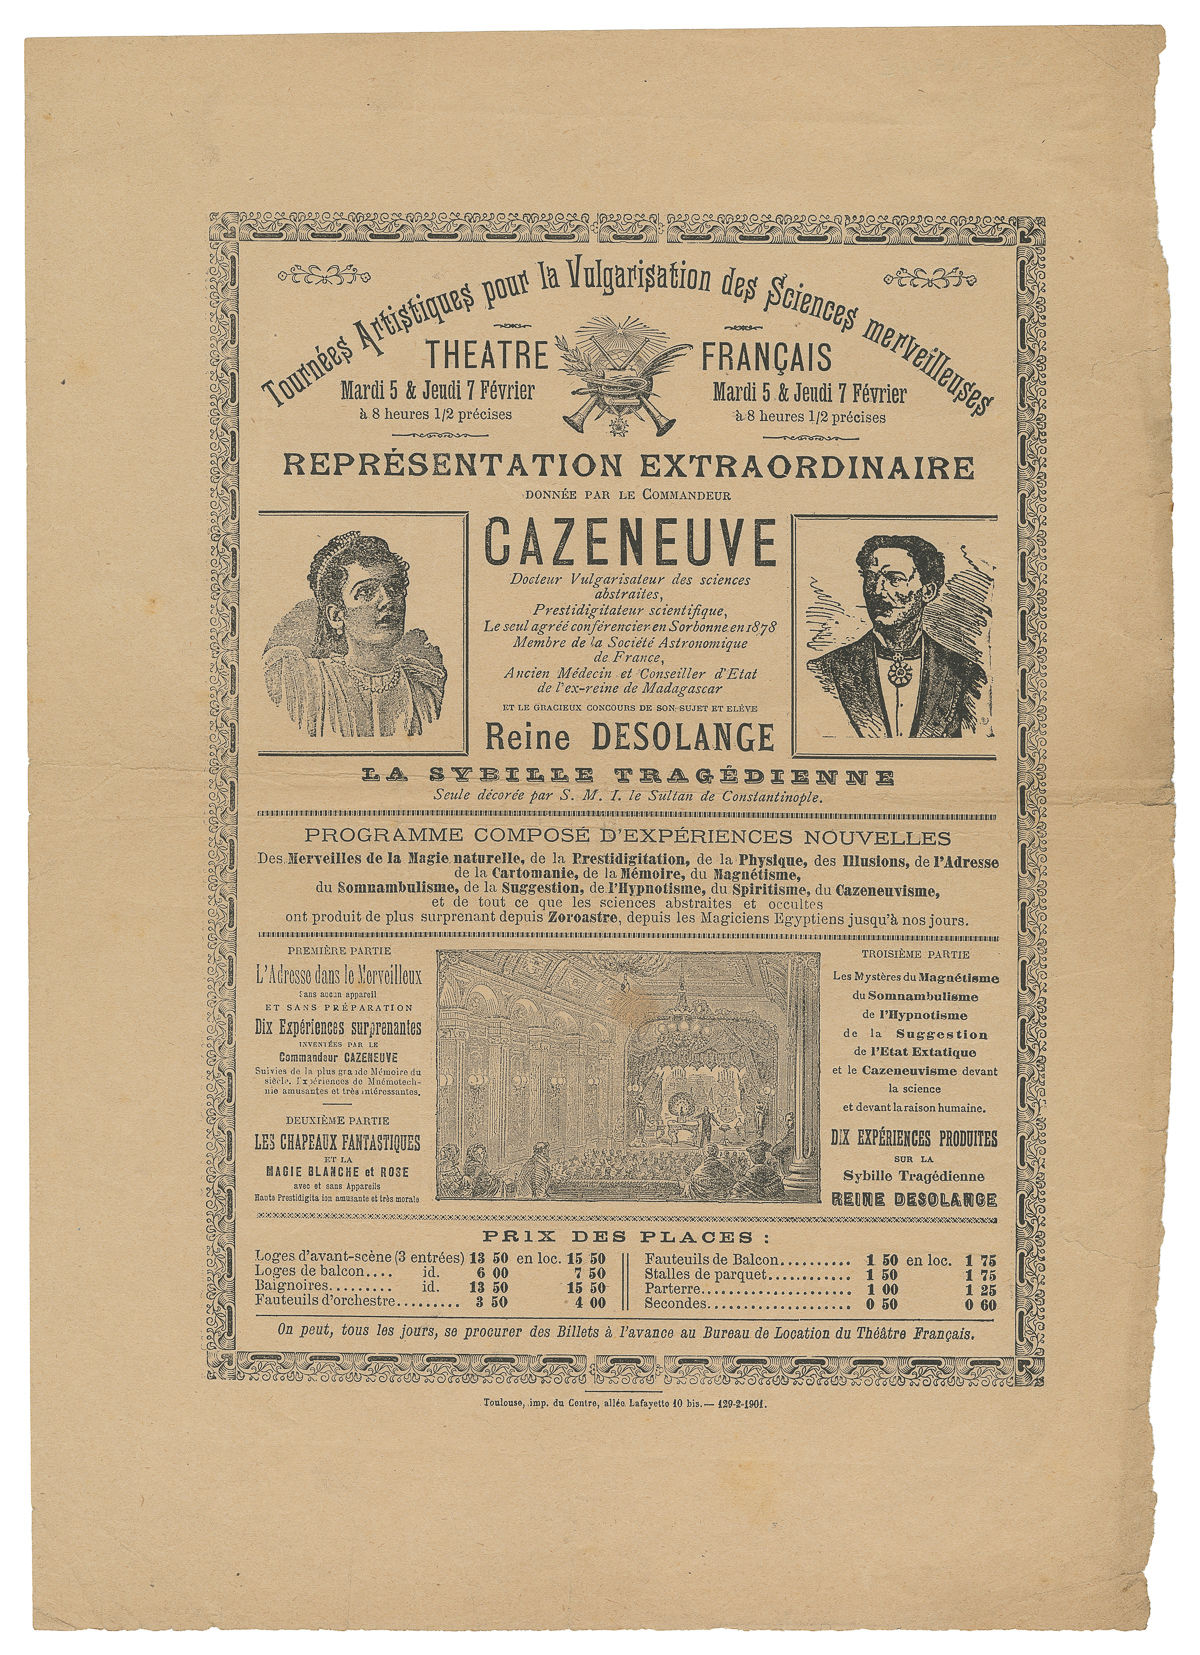 Tournées Artistiques pour la Vulgarisation des Sciences merveilleuses
THEATRE FRANÇAIS
Mardi 5 & Jeudi 7 Février
à 8 heures 1/2 précises
Mardi 5 & Jeudi 7 Février
à 8 heures 1/2 précises
REPRÉSENTATION EXTRAORDINAIRE
DONNÉE PAR LE COMMANDEUR
CAZENEUVE
Docteur Vulgarisateur des sciences
abstraites,
Prestidigitateur scientifique,
Le seul agréé conférencier en Sorbonne en 1878
Membre de la Société Astronomique
de France,
Ancien Médecin et Conseiller d'Etat
de l'ex-reine de Madagascar
ET LE GRACIEUX CONCOURS DE SON SUJET ET ELÈVE
Reine DESOLANGE
LA SYBILLE TRAGÉDIENNE
Seule décorée par S. M. I. le Sultan de Constantinople.
PROGRAMME COMPOSÉ D'EXPÉRIENCES NOUVELLES
Des Merveilles de la Magie naturelle, de la Prestidigitation, de la Physique, des Illusions, de l'Adresse
de la Cartomanie, de la Mémoire, du Magnétisme,
du Somnambulisme, de la Suggestion, de l'Hypnotisme, du Spiritisme, du Cazeneuvisme,
et de tout ce que les sciences abstraites et occultes
ont produit de plus surprenant depuis Zoroastre, depuis les Magiciens Egyptiens jusqu'à nos jours.
PREMIÈRE PARTIE
L'Adresse dans le Merveilleux
Sans aucun appareil
ET SANS PRÉPARATION
Dix Expériences surprenantes
INVENTÉES PAR LE
Commandeur CAZENEUVE
Suivies de la plus grande Mémoire du
siècle. Expériences de Mnémotech-
nie amusantes et très intéressantes.
DEUXIÈME PARTIE
LES CHAPEAUX FANTASTIQUES
ET LA
MAGIE BLANCHE et ROSE
avec et sans Appareils
Haute Prestidigita ion amusante et très morale
TROISIÈME PARTIE
Les Mystères du Magnétisme
du Somnambulisme
de l'Hypnotisme
de la Suggestion
de l'Etat Extatique
et le Cazeneuvisme devant
la science
et devant la raison humaine.
DIX EXPÉRIENCES PRODUITES
SUR LA
Sybille Tragédienne
REINE DESOLANGE
PRIX DES PLACES :
Loges d'avant-scène (3 entrées) 13 50 en loc. 15 50
Loges de balcon.... id. 6 00 7 50
Baignoires......... id. 13 50 15 50
Fauteuils d'orchestre......... 3 50 4 00
Fauteuils de Balcon.......... 1 50 en loc. 1 75
Stalles de parquet............ 1 50 1 75
Parterre..................... 1 00 1 25
Secondes.................... 0 50 0 60
On peut, tous les jours, se procurer des Billets à l'avance au Bureau de Location du Théâtre Français.
Toulouse, imp. du Centre, allée Lafayette 10 bis. — 129-2-1901.